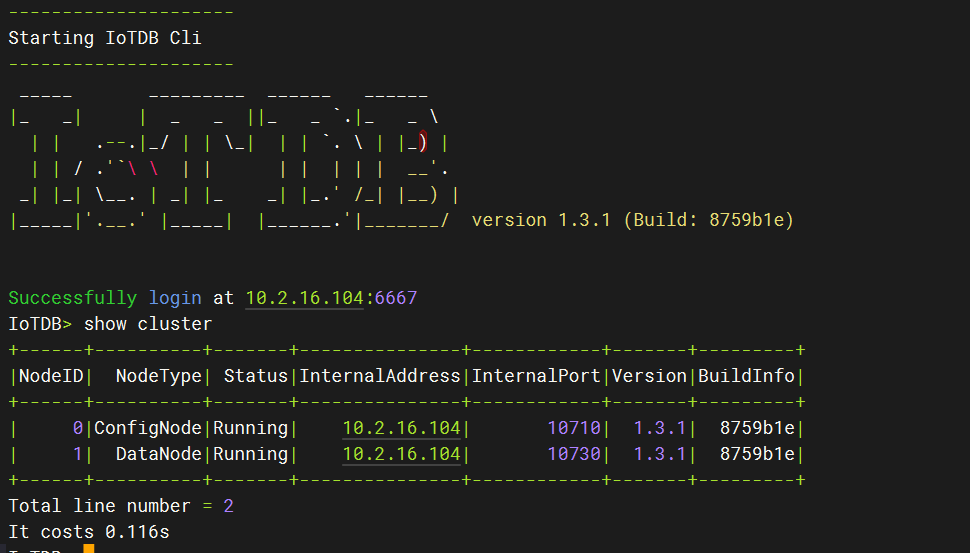 ---------------------
Starting IoTDB Cli
---------------------
 _____       _________  ______   ______
|_   _|     |  _   _  ||_   _ `.|_   _ \
  | |   .--.|_/ | | \_|  | | `. \ | |_) |
  | | / .'`\ \  | |      | |  | | |  __'.
 _| |_| \__. | _| |_    _| |_.' /_| |__) |
|_____|'.__.' |_____|  |______.'|_______/  version 1.3.1 (Build: 8759b1e)
Successfully login at 10.2.16.104:6667
IoTDB> show cluster
+------+----------+-------+---------------+------------+-------+---------+
|NodeID|  NodeType| Status|InternalAddress|InternalPort|Version|BuildInfo|
+------+----------+-------+---------------+------------+-------+---------+
|     0|ConfigNode|Running|    10.2.16.104|       10710|  1.3.1|  8759b1e|
|     1|  DataNode|Running|    10.2.16.104|       10730|  1.3.1|  8759b1e|
+------+----------+-------+---------------+------------+-------+---------+
Total line number = 2
It costs 0.116s
IoTDB>